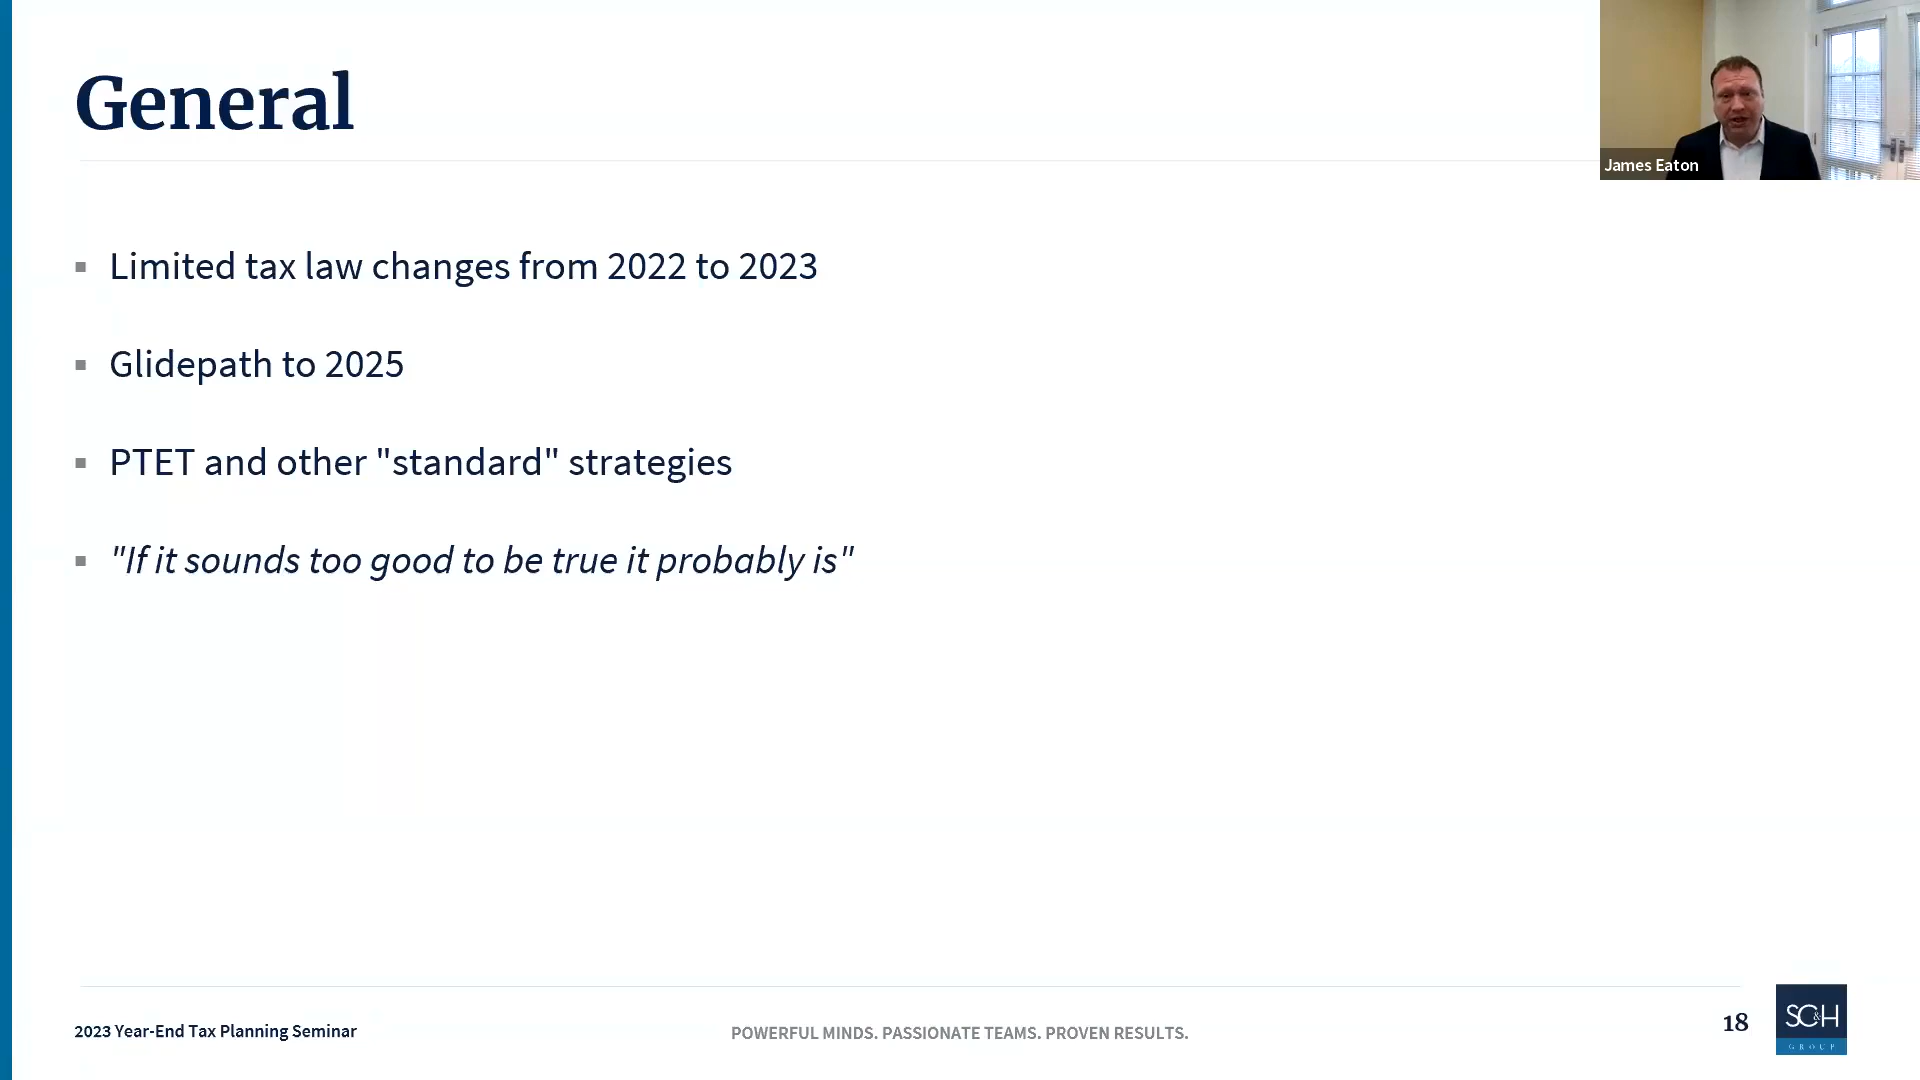 General
James Eaton
Limited tax law changes from 2022 to 2023
Glidepath to 2025
PTET and other "standard" strategies
"If it sounds too good to be true it probably is"
2023 Year-End Tax Planning Seminar
POWERFUL MINDS. PASSIONATE TEAMS. PROVEN RESULTS.
18
SC&H
GROUP